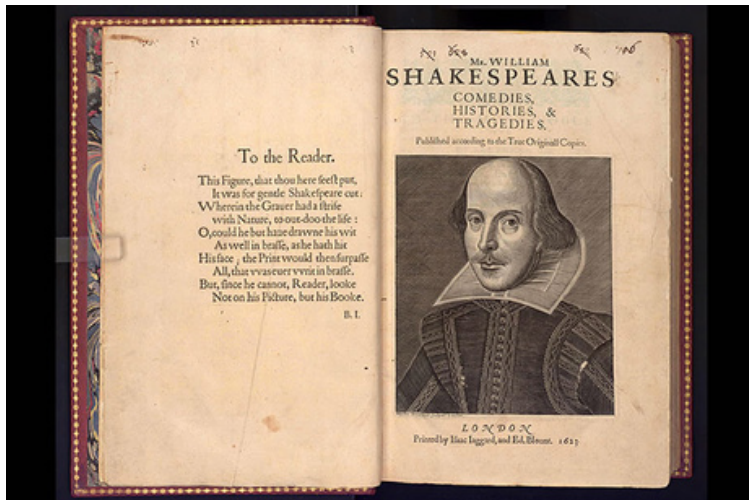 To the Reader.
This Figure, that thou here seest put,
It was for gentle Shakespeare cut:
Wherein the Grauer had a strife
with Nature, to out-doo the life :
O, could he but haue drawne his wit
As well in brasse, as he hath hit
His face ; the Print would then surpasse
All, that vvas euer vvrit in brasse.
But, since he cannot, Reader, looke
Not on his Picture, but his Booke.
B. I.
Mr. WILLIAM
SHAKESPEARES
COMEDIES,
HISTORIES, &
TRAGEDIES.
Published according to the True Originall Copies.
LONDON
Printed by Isaac Iaggard, and Ed. Blount. 1623